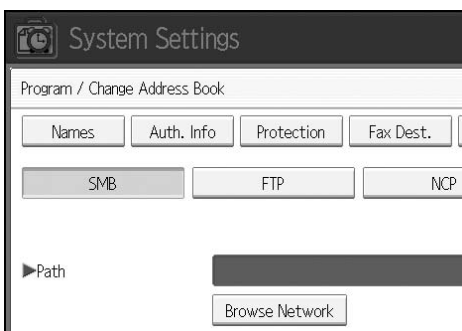 System Settings
Program / Change Address Book
Names Auth. Info Protection Fax Dest.
SMB FTP NCP
▶Path
Browse Network